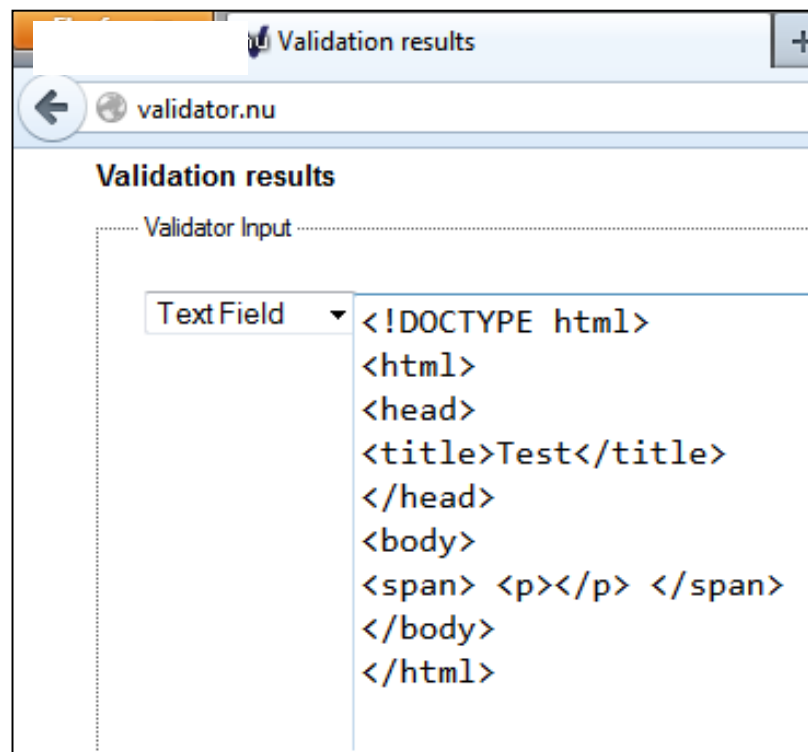 Validation results
validator.nu
Validation results
Validator Input
Text Field
<!DOCTYPE html>
<html>
<head>
<title>Test</title>
</head>
<body>
<span> <p></p> </span>
</body>
</html>